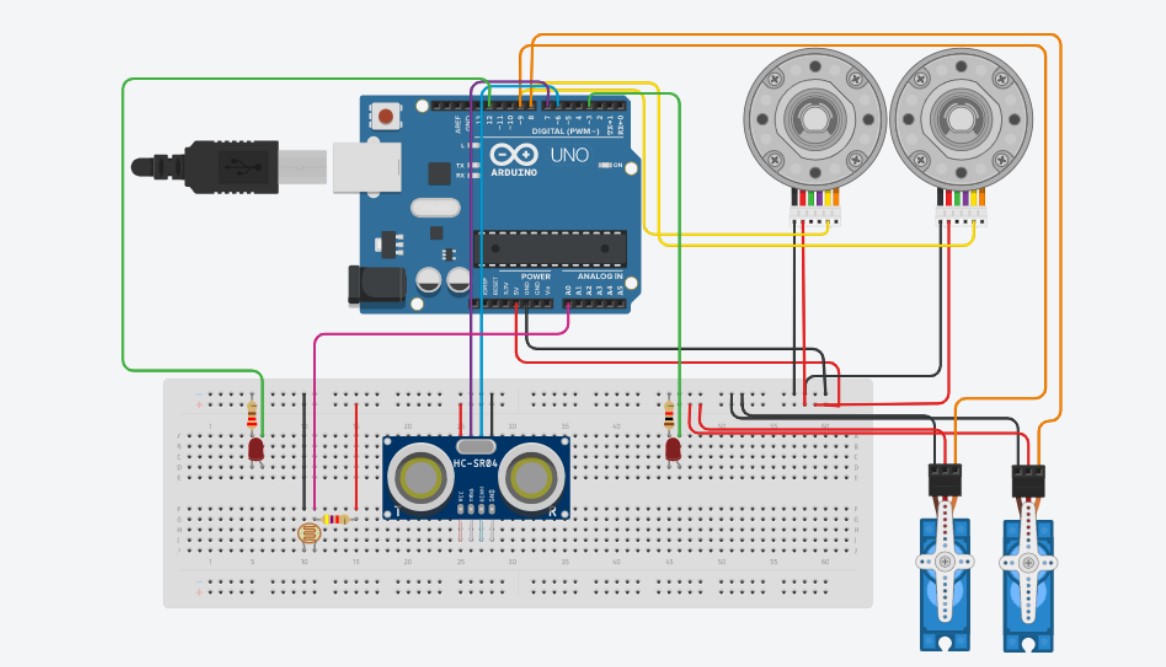 AREF
GND
13
12
~11
~10
~9
8
7
~6
~5
4
~3
2
TX→1
RX←0
DIGITAL (PWM~)
L
TX
RX
UNO
ARDUINO
ON
IOREF
RESET
3.3V
5V
GND
GND
Vin
POWER
ANALOG IN
A0
A1
A2
A3
A4
A5
HC-SR04
VCC
TRIG
ECHO
GND
T
R
1
5
10
15
20
25
30
35
40
45
50
55
60